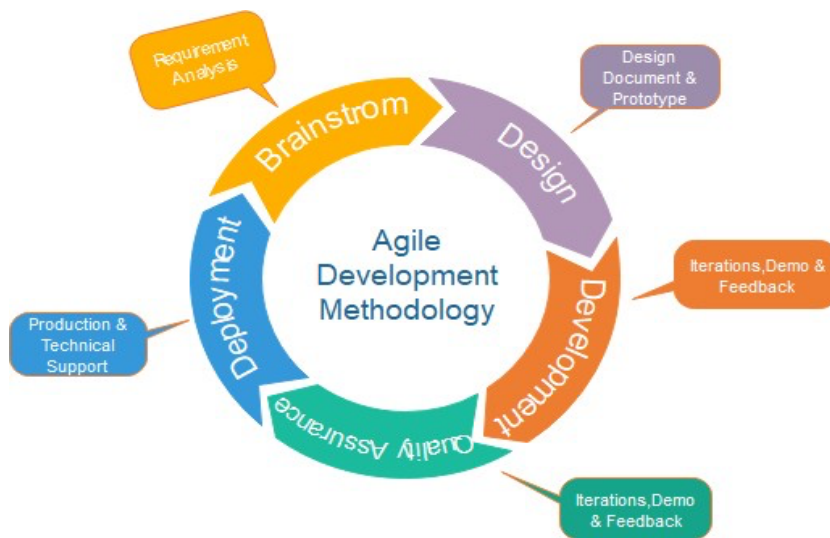 Requirement
Analysis
Brainstrom
Design
Document &
Prototype
Design
Agile
Development
Methodology
Iterations,Demo &
Feedback
Development
Production &
Technical
Support
Deployment
Quality Assurance
Iterations,Demo
& Feedback